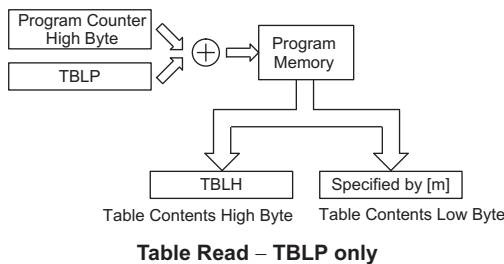 Program Counter
High Byte
TBLP
Program
Memory
TBLH
Specified by [m]
Table Contents High Byte
Table Contents Low Byte
Table Read – TBLP only